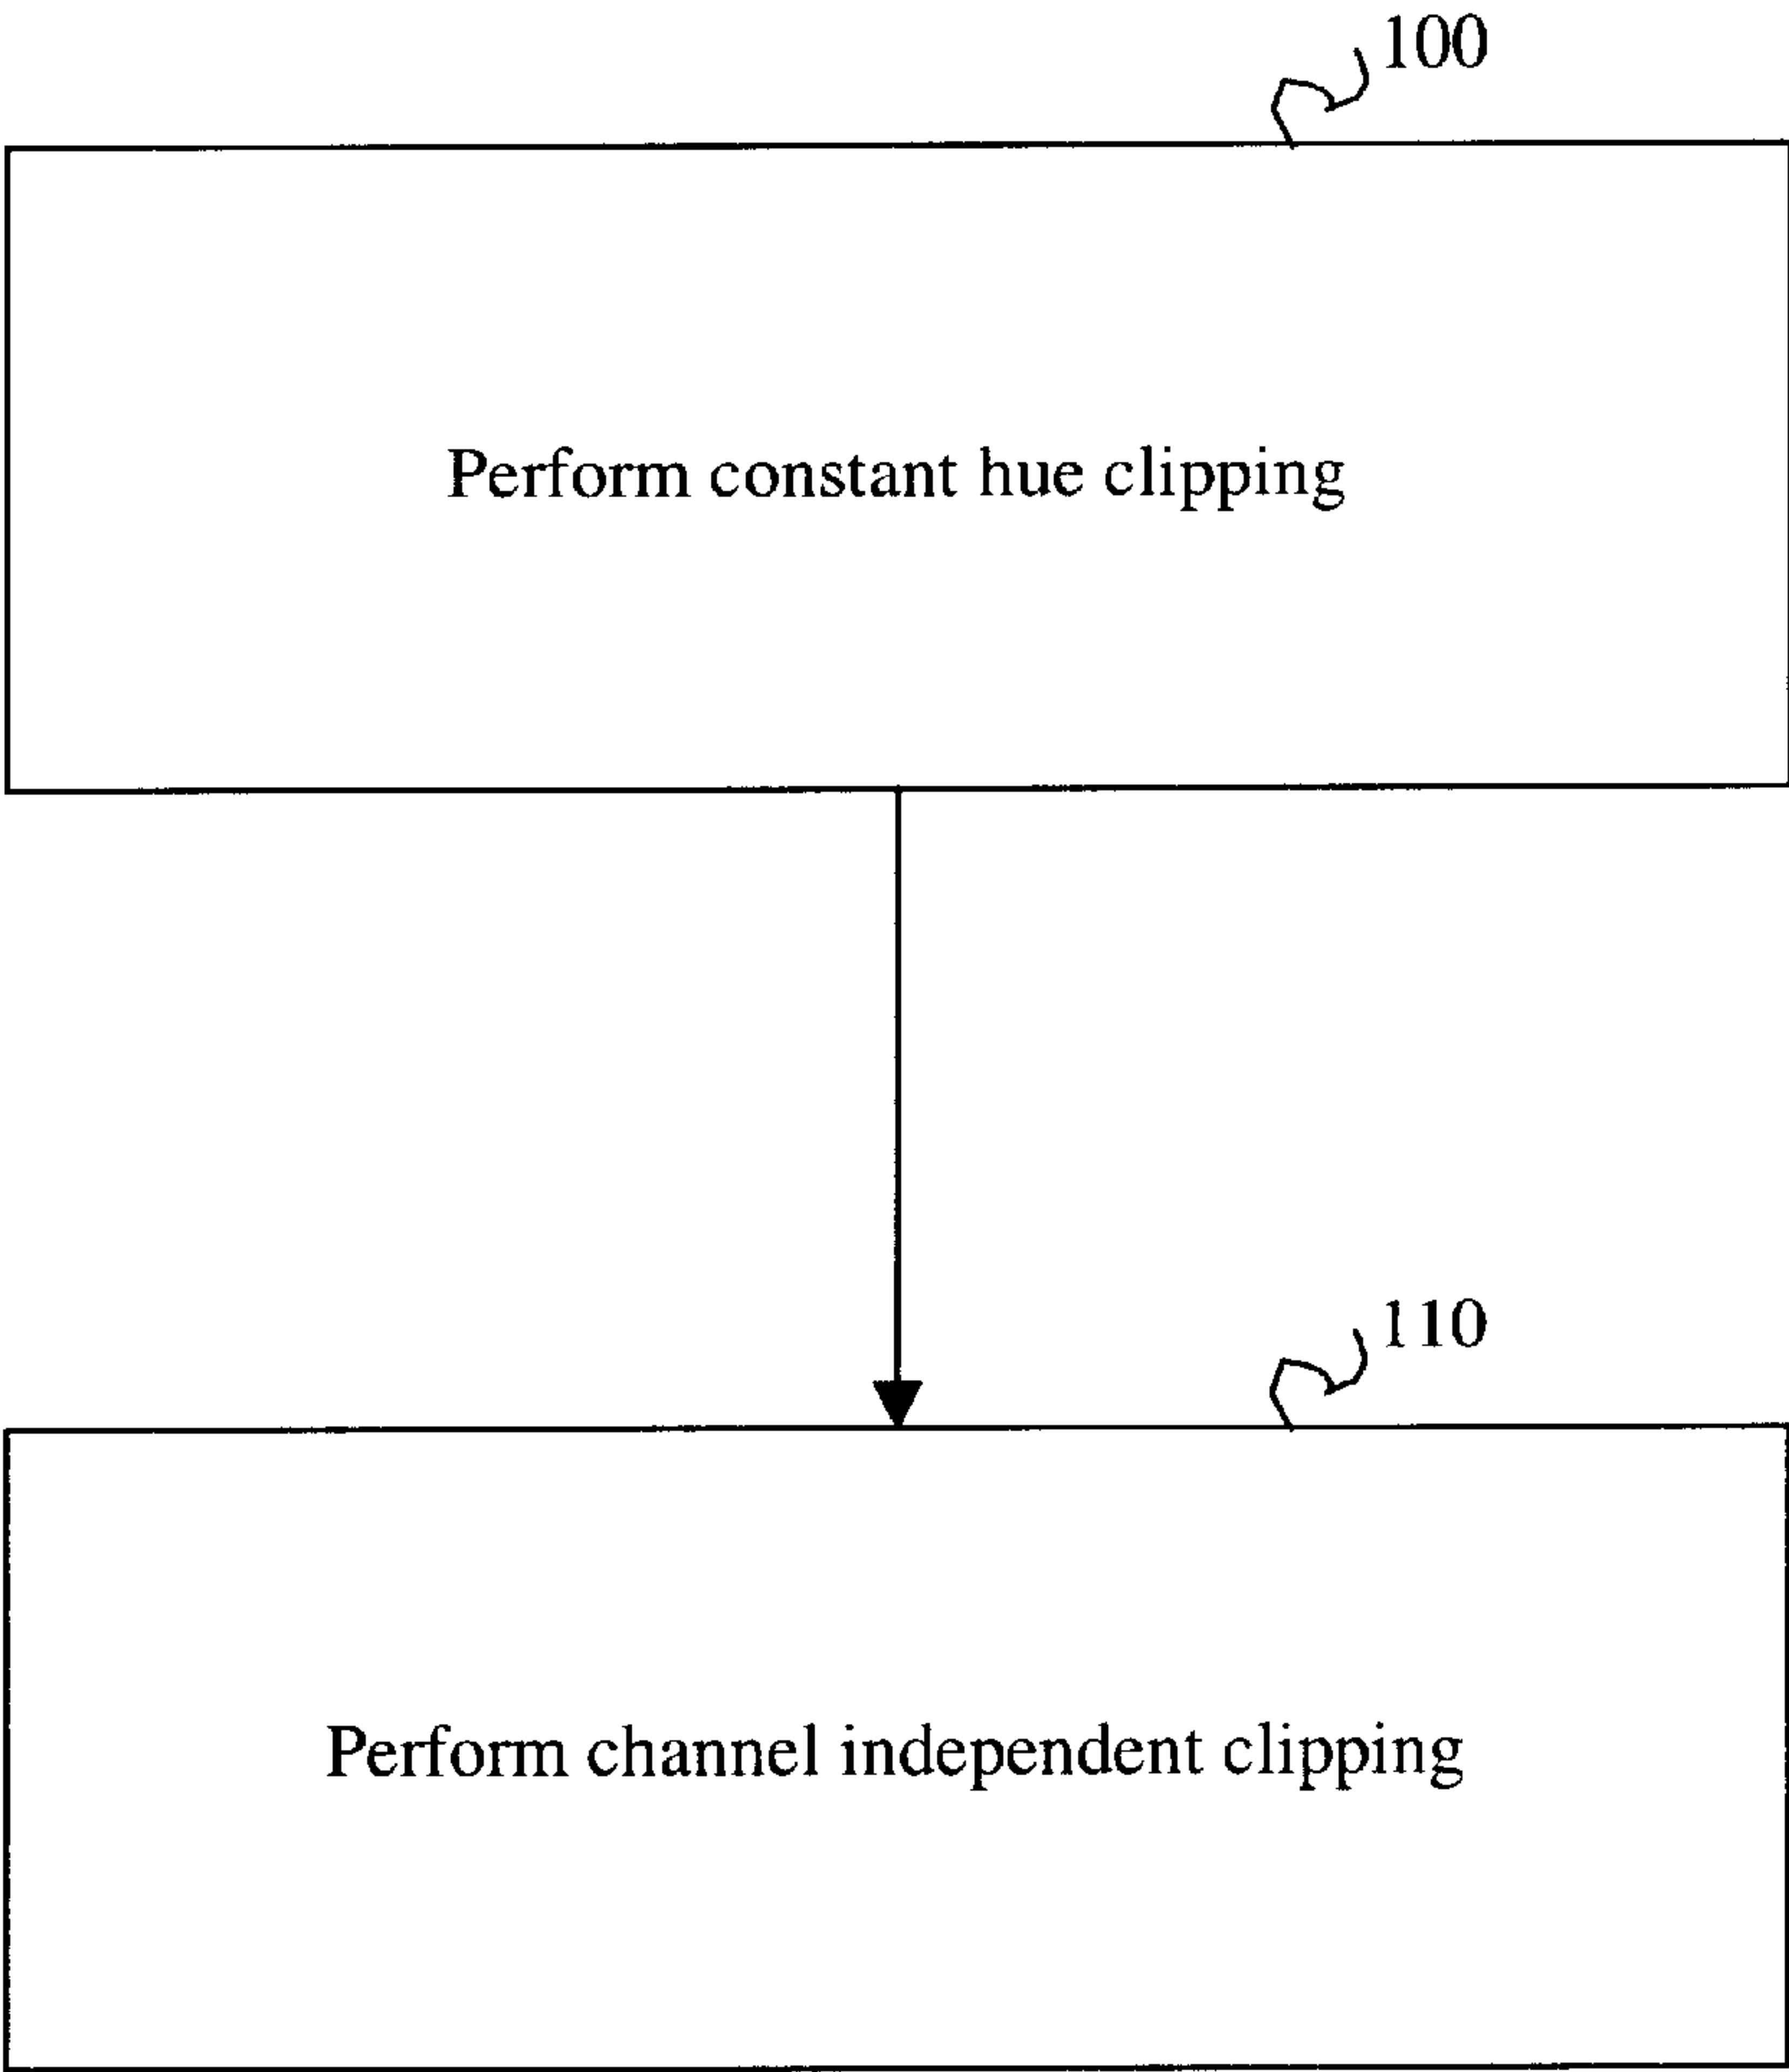 100
Perform constant hue clipping
110
Perform channel independent clipping